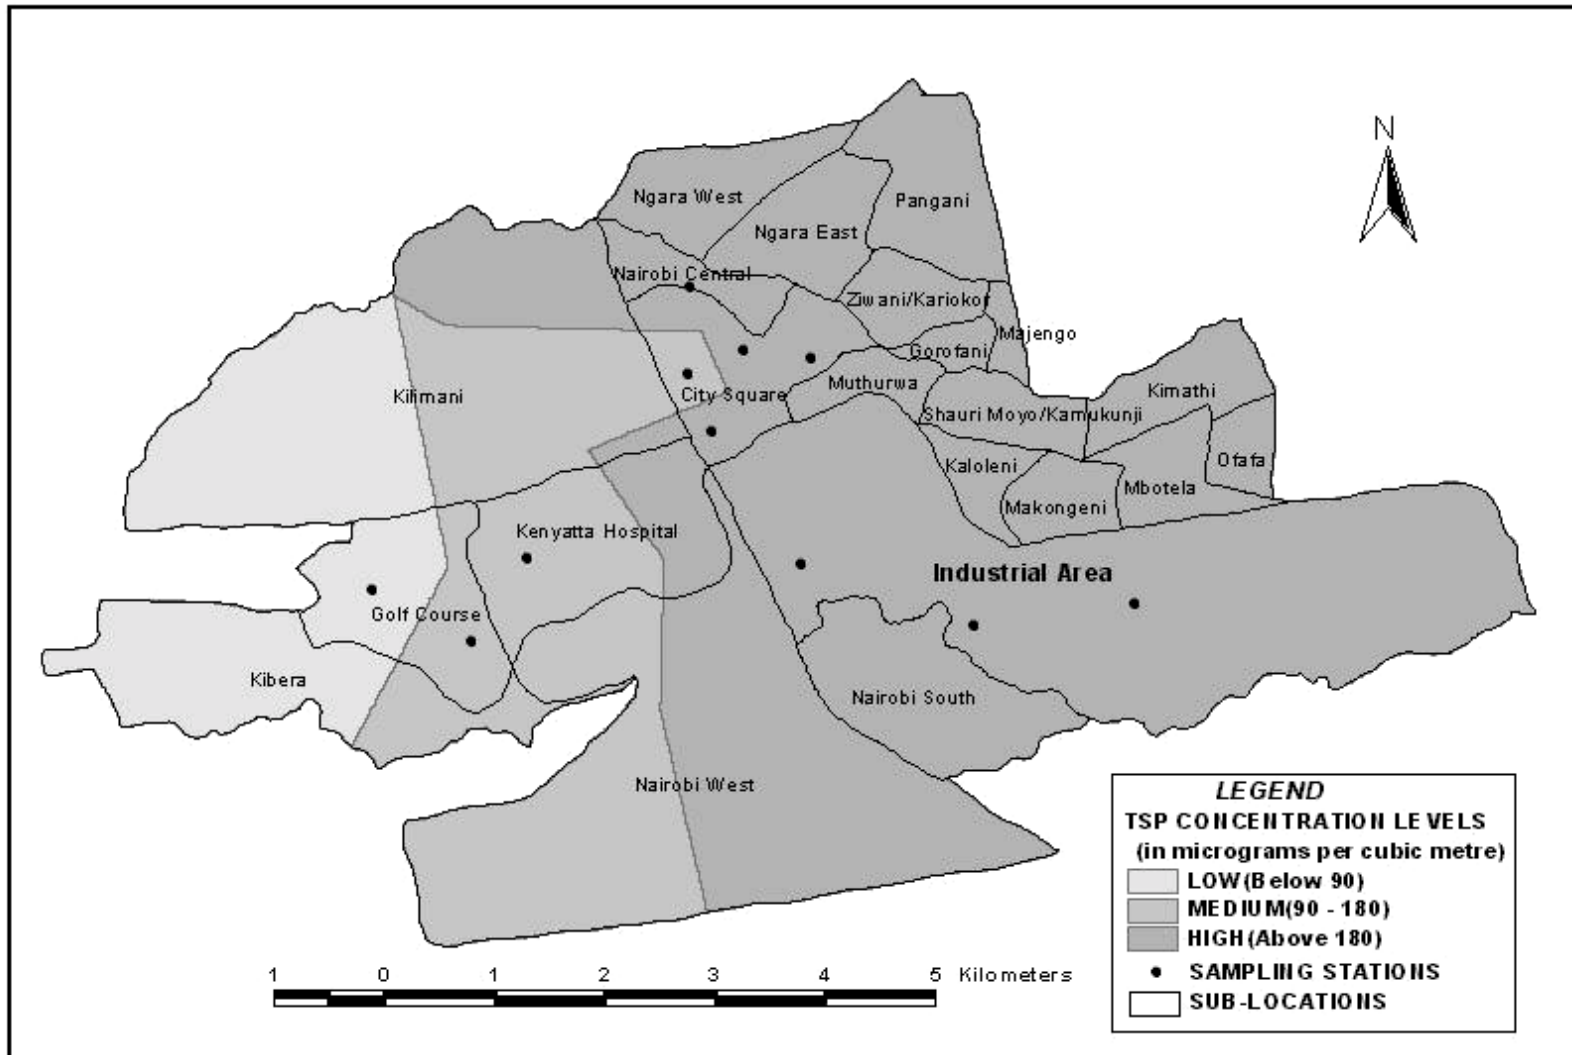 N
Ngara West
Pangani
Ngara East
Nairobi Central
Ziwani/Kariokor
Majengo
Gorofani
Muthurwa
Kilimani
City Square
Kimathi
Shauri Moyo/Kamukunji
Kaloleni
Ofafa
Mbotela
Makongeni
Kenyatta Hospital
Industrial Area
Golf Course
Kibera
Nairobi South
Nairobi West
LEGEND
TSP CONCENTRATION LEVELS
(in micrograms per cubic metre)
LOW(Below 90)
MEDIUM(90 - 180)
HIGH(Above 180)
SAMPLING STATIONS
SUB-LOCATIONS
1 0 1 2 3 4 5 Kilometers